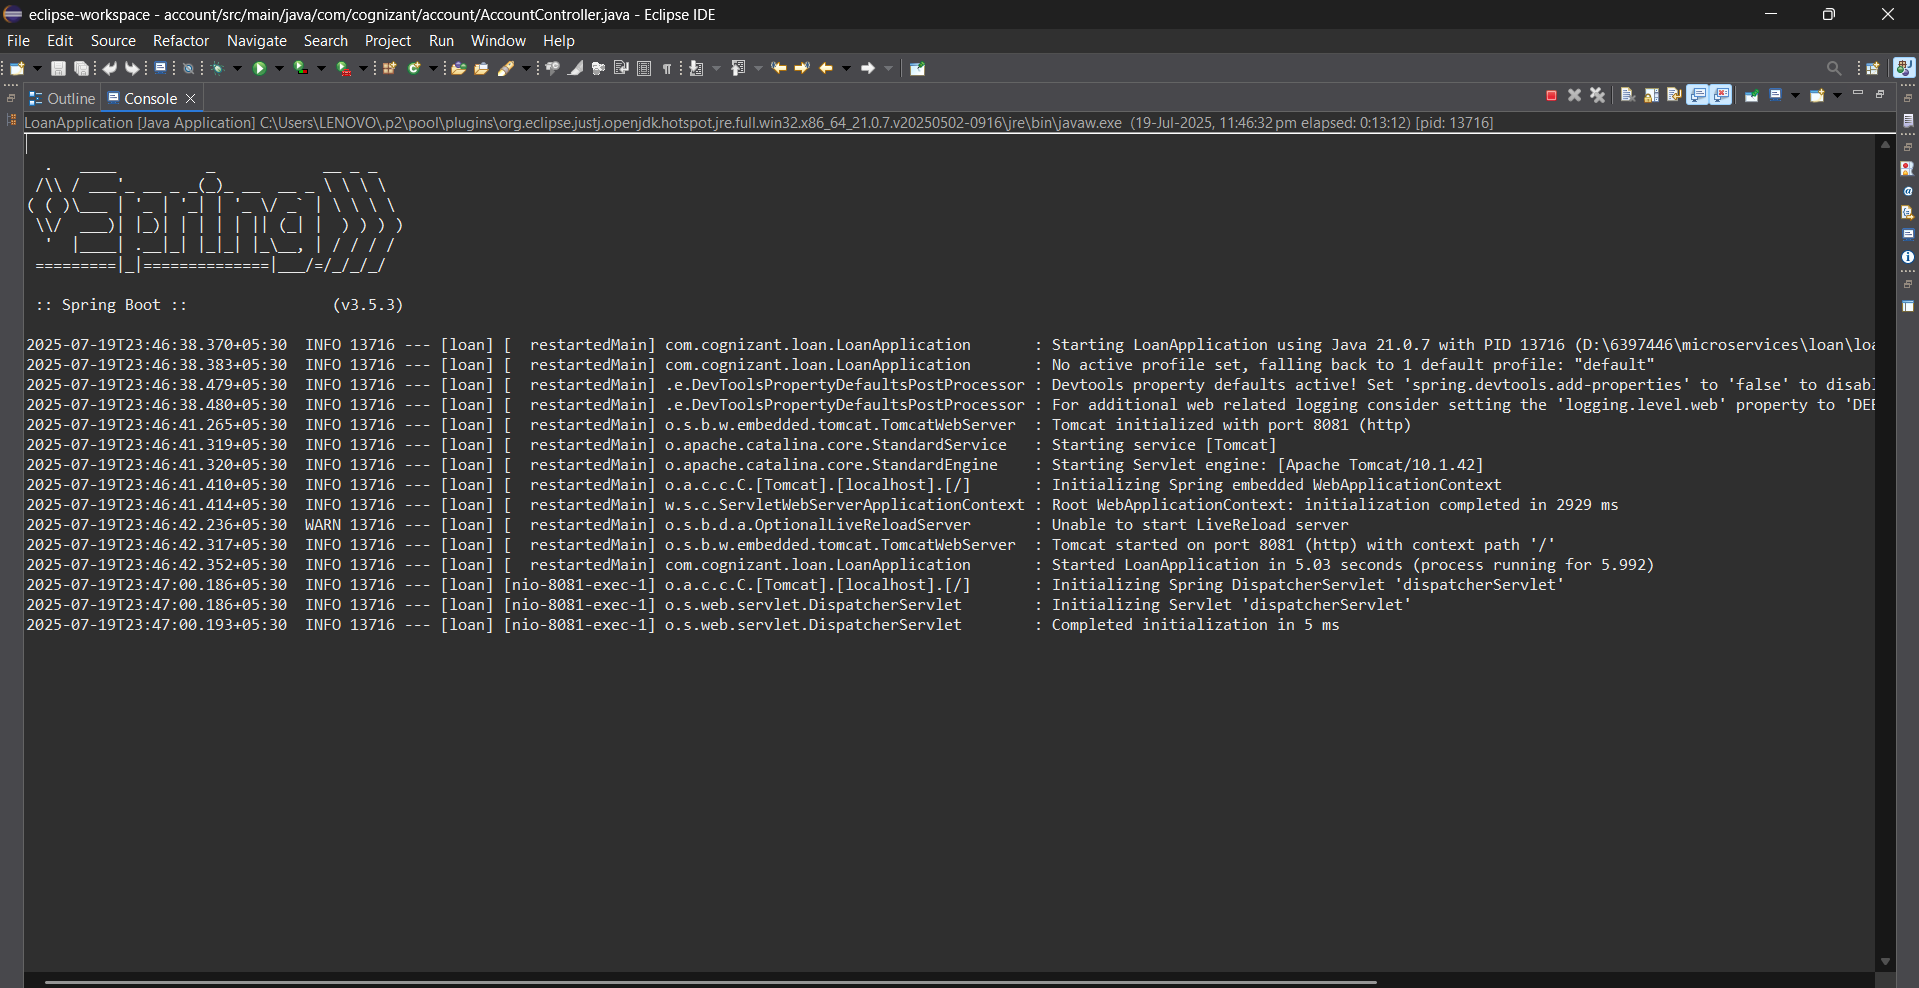 eclipse-workspace - account/src/main/java/com/cognizant/account/AccountController.java - Eclipse IDE
File Edit Source Refactor Navigate Search Project Run Window Help
Outline Console
LoanApplication [Java Application] C:\Users\LENOVO\.p2\pool\plugins\org.eclipse.justj.openjdk.hotspot.jre.full.win32.x86_64_21.0.7.v20250502-0916\jre\bin\javaw.exe (19-Jul-2025, 11:46:32 pm elapsed: 0:13:12) [pid: 13716]
Spring
:: Spring Boot :: (v3.5.3)
2025-07-19T23:46:38.370+05:30 INFO 13716 --- [loan] [ restartedMain] com.cognizant.loan.LoanApplication : Starting LoanApplication using Java 21.0.7 with PID 13716 (D:\6397446\microservices\loan\loa
2025-07-19T23:46:38.383+05:30 INFO 13716 --- [loan] [ restartedMain] com.cognizant.loan.LoanApplication : No active profile set, falling back to 1 default profile: "default"
2025-07-19T23:46:38.479+05:30 INFO 13716 --- [loan] [ restartedMain] .e.DevToolsPropertyDefaultsPostProcessor : Devtools property defaults active! Set 'spring.devtools.add-properties' to 'false' to disabl
2025-07-19T23:46:38.480+05:30 INFO 13716 --- [loan] [ restartedMain] .e.DevToolsPropertyDefaultsPostProcessor : For additional web related logging consider setting the 'logging.level.web' property to 'DEB
2025-07-19T23:46:41.265+05:30 INFO 13716 --- [loan] [ restartedMain] o.s.b.w.embedded.tomcat.TomcatWebServer : Tomcat initialized with port 8081 (http)
2025-07-19T23:46:41.319+05:30 INFO 13716 --- [loan] [ restartedMain] o.apache.catalina.core.StandardService : Starting service [Tomcat]
2025-07-19T23:46:41.320+05:30 INFO 13716 --- [loan] [ restartedMain] o.apache.catalina.core.StandardEngine : Starting Servlet engine: [Apache Tomcat/10.1.42]
2025-07-19T23:46:41.410+05:30 INFO 13716 --- [loan] [ restartedMain] o.a.c.c.C.[Tomcat].[localhost].[/] : Initializing Spring embedded WebApplicationContext
2025-07-19T23:46:41.414+05:30 INFO 13716 --- [loan] [ restartedMain] w.s.c.ServletWebServerApplicationContext : Root WebApplicationContext: initialization completed in 2929 ms
2025-07-19T23:46:42.236+05:30 WARN 13716 --- [loan] [ restartedMain] o.s.b.d.a.OptionalLiveReloadServer : Unable to start LiveReload server
2025-07-19T23:46:42.317+05:30 INFO 13716 --- [loan] [ restartedMain] o.s.b.w.embedded.tomcat.TomcatWebServer : Tomcat started on port 8081 (http) with context path '/'
2025-07-19T23:46:42.352+05:30 INFO 13716 --- [loan] [ restartedMain] com.cognizant.loan.LoanApplication : Started LoanApplication in 5.03 seconds (process running for 5.992)
2025-07-19T23:47:00.186+05:30 INFO 13716 --- [loan] [nio-8081-exec-1] o.a.c.c.C.[Tomcat].[localhost].[/] : Initializing Spring DispatcherServlet 'dispatcherServlet'
2025-07-19T23:47:00.186+05:30 INFO 13716 --- [loan] [nio-8081-exec-1] o.s.web.servlet.DispatcherServlet : Initializing Servlet 'dispatcherServlet'
2025-07-19T23:47:00.193+05:30 INFO 13716 --- [loan] [nio-8081-exec-1] o.s.web.servlet.DispatcherServlet : Completed initialization in 5 ms